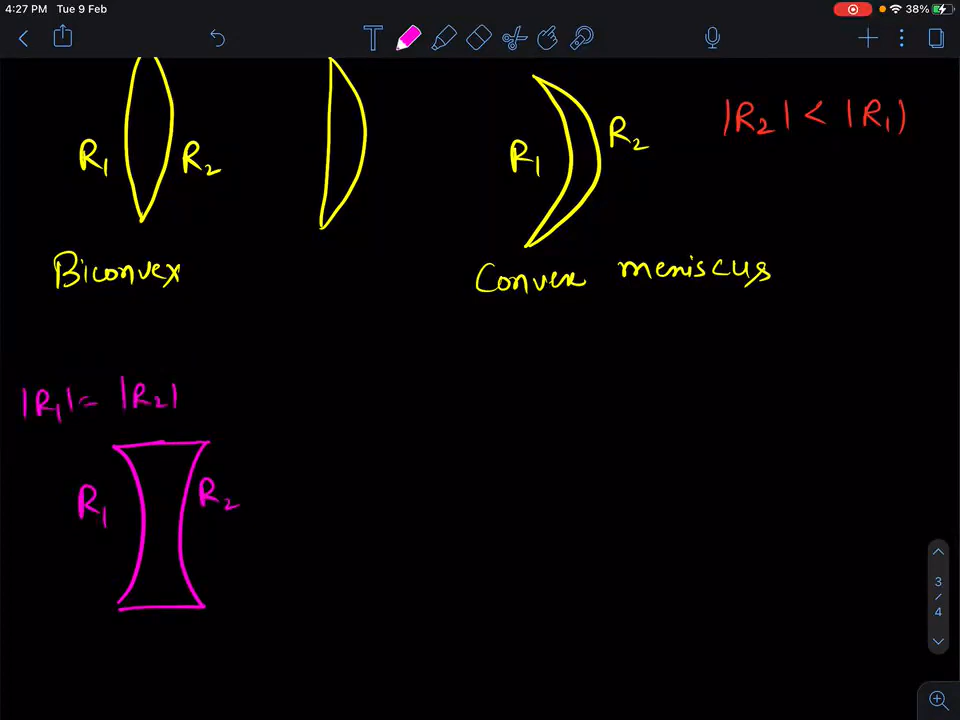 4:27 PM Tue 9 Feb
38%
T
R₁ R₂
R₁ R₂
|R₂| < |R₁)
Biconvex
Convex meniscus
|R₁| = |R₂|
R₁ R₂
3
/
4